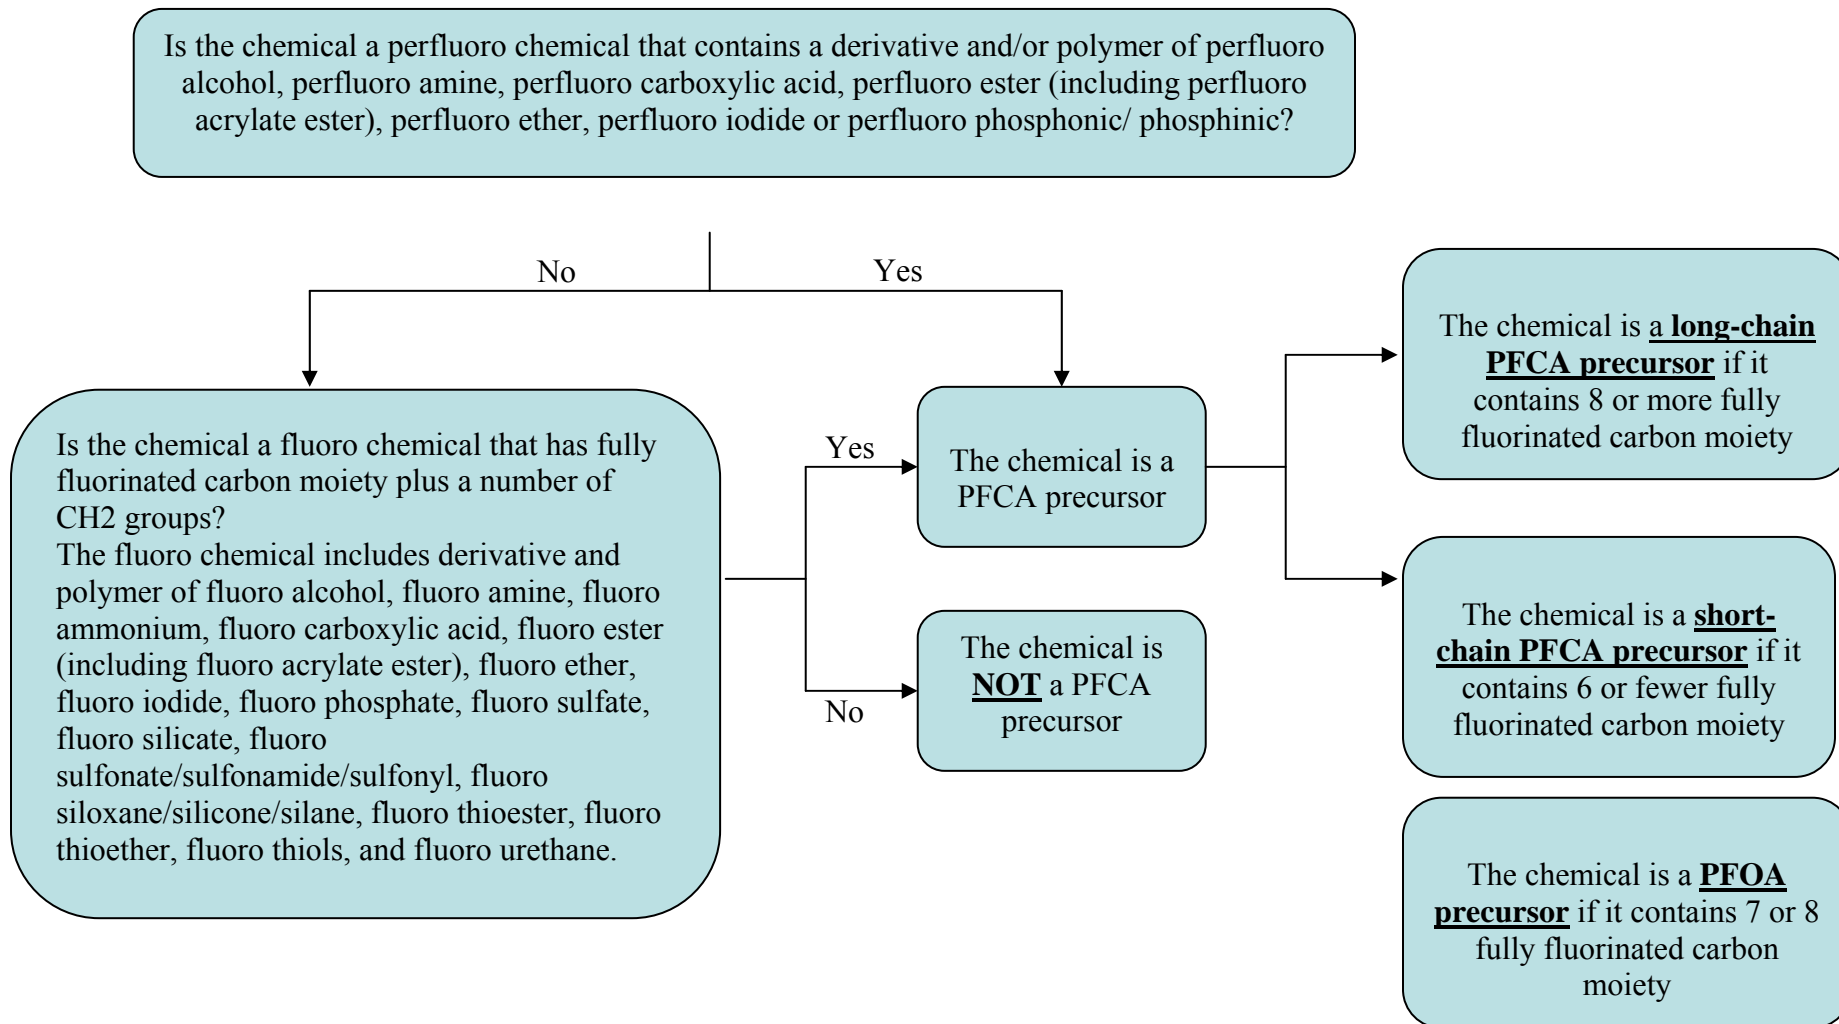 Is the chemical a perfluoro chemical that contains a derivative and/or polymer of perfluoro
alcohol, perfluoro amine, perfluoro carboxylic acid, perfluoro ester (including perfluoro
acrylate ester), perfluoro ether, perfluoro iodide or perfluoro phosphonic/ phosphinic?
No
Yes
Is the chemical a fluoro chemical that has fully
fluorinated carbon moiety plus a number of
CH2 groups?
The fluoro chemical includes derivative and
polymer of fluoro alcohol, fluoro amine, fluoro
ammonium, fluoro carboxylic acid, fluoro ester
(including fluoro acrylate ester), fluoro ether,
fluoro iodide, fluoro phosphate, fluoro sulfate,
fluoro silicate, fluoro
sulfonate/sulfonamide/sulfonyl, fluoro
siloxane/silicone/silane, fluoro thioester, fluoro
thioether, fluoro thiols, and fluoro urethane.
Yes
No
The chemical is a
PFCA precursor
The chemical is
NOT a PFCA
precursor
The chemical is a long-chain
PFCA precursor if it
contains 8 or more fully
fluorinated carbon moiety
The chemical is a short-
chain PFCA precursor if it
contains 6 or fewer fully
fluorinated carbon moiety
The chemical is a PFOA
precursor if it contains 7 or 8
fully fluorinated carbon
moiety